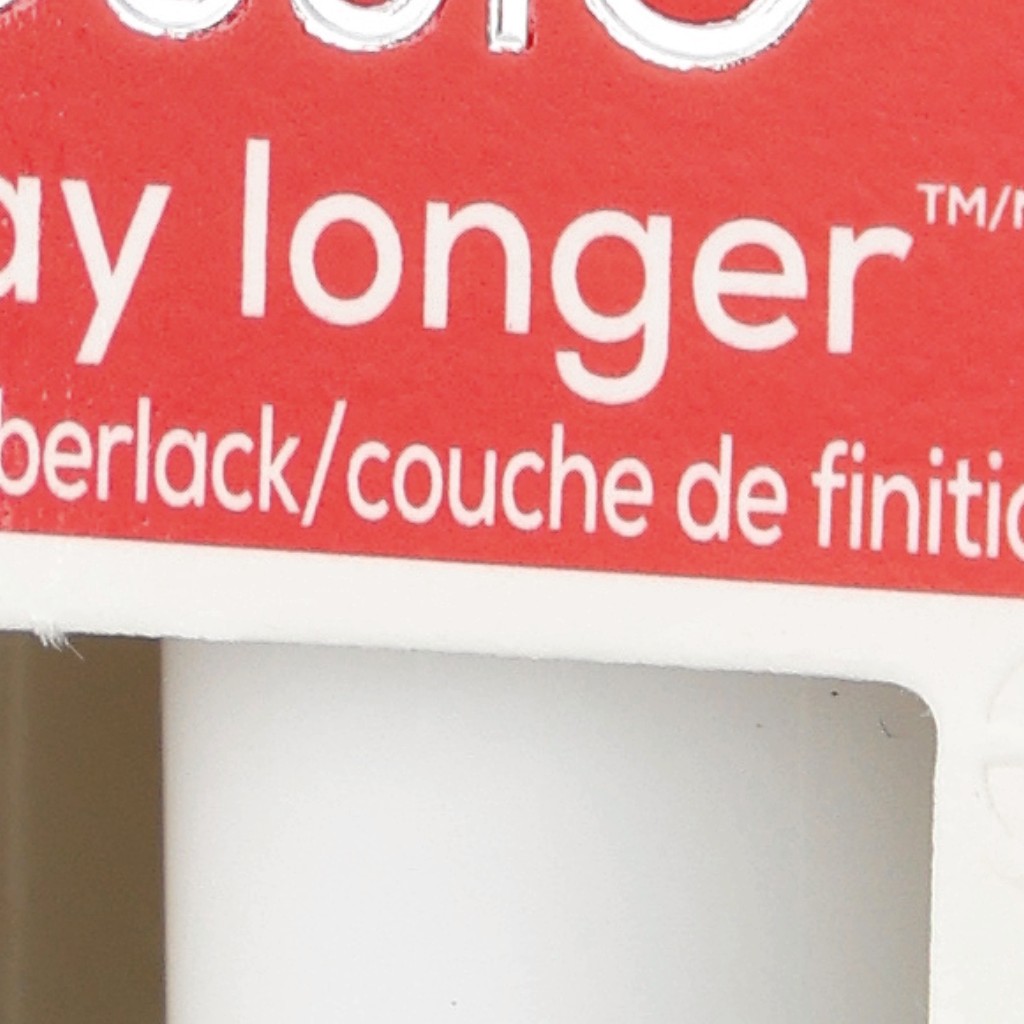 ay longer™/
berlack/couche de finitio